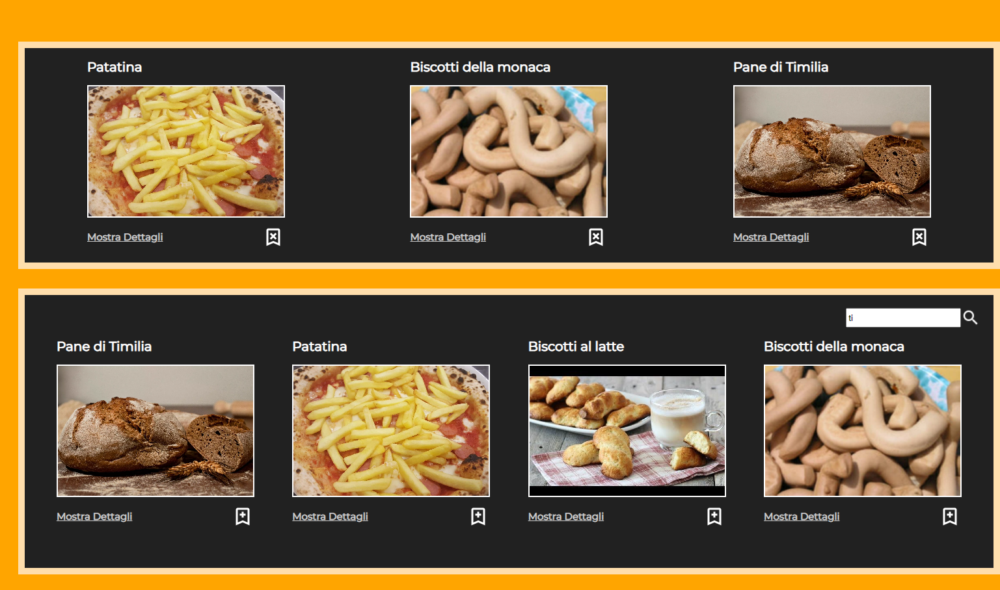 Patatina
Biscotti della monaca
Pane di Timilia
Mostra Dettagli
Mostra Dettagli
Mostra Dettagli
ti
Pane di Timilia
Patatina
Biscotti al latte
Biscotti della monaca
Mostra Dettagli
Mostra Dettagli
Mostra Dettagli
Mostra Dettagli